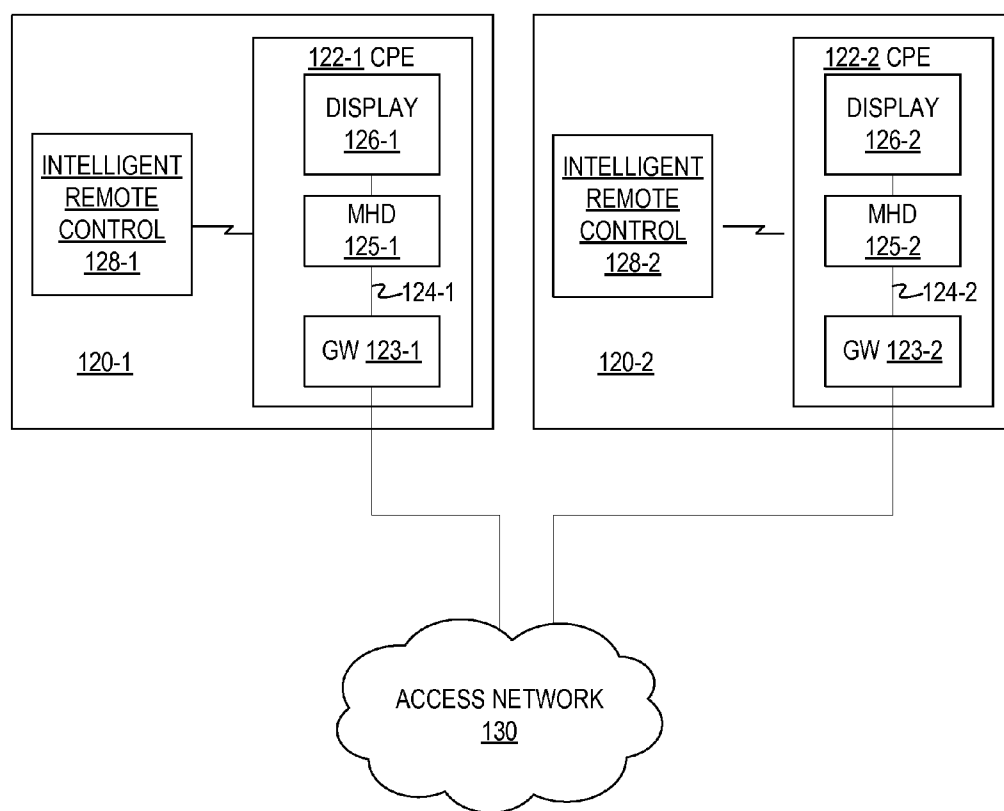 122-1 CPE
DISPLAY
126-1
INTELLIGENT
REMOTE
CONTROL
128-1
MHD
125-1
124-1
GW 123-1
120-1
122-2 CPE
DISPLAY
126-2
INTELLIGENT
REMOTE
CONTROL
128-2
MHD
125-2
124-2
GW 123-2
120-2
ACCESS NETWORK
130